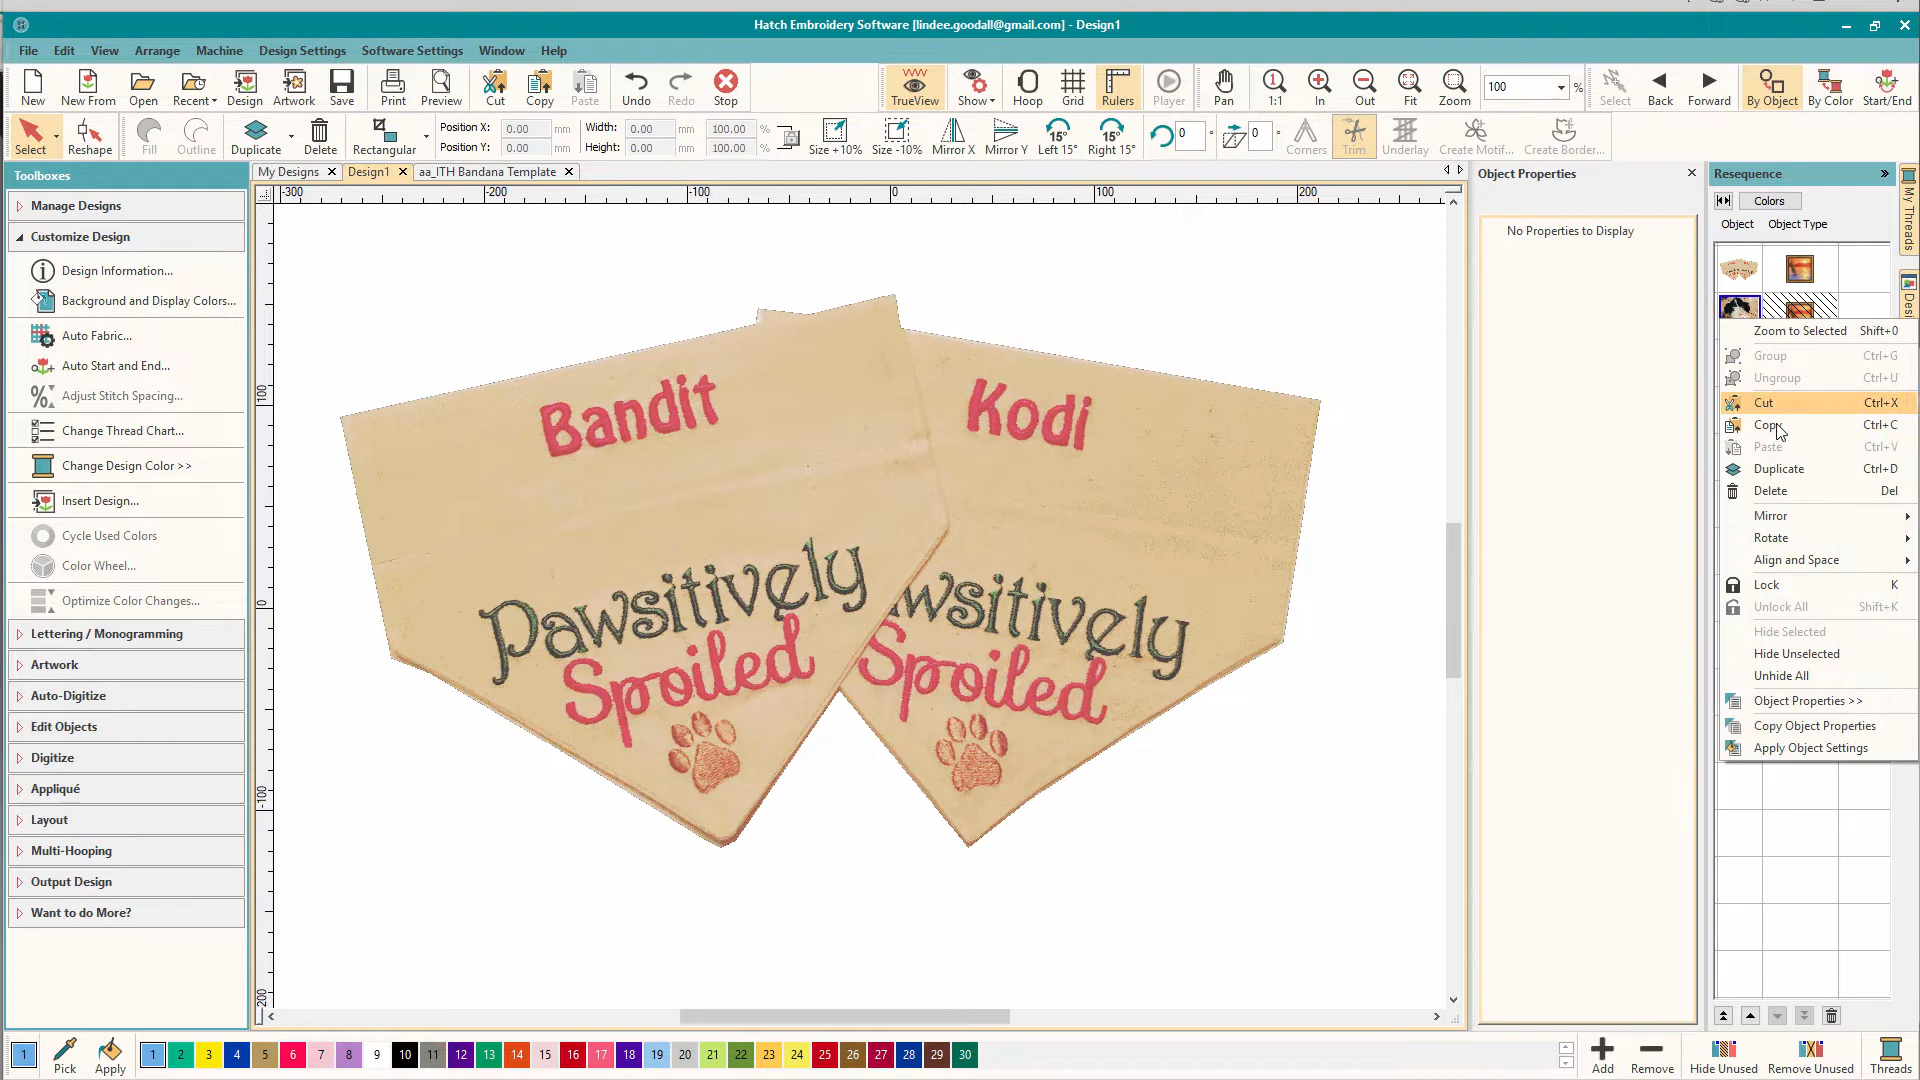 Hatch Embroidery Software [lindee.goodall@gmail.com] - Design1
File Edit View Arrange Machine Design Settings Software Settings Window Help
New New From Open Recent Design Artwork Save Print Preview Cut Copy Paste Undo Redo Stop TrueView Show Hoop Grid Rulers Player Pan 1:1 In Out Fit Zoom 100 % Select Back Forward By Object By Color Start/End
Select Reshape Fill Outline Duplicate Delete Rectangular
Position X: 0.00 mm Width: 0.00 mm 100.00 %
Position Y: 0.00 mm Height: 0.00 mm 100.00 %
Size +10% Size -10% Mirror X Mirror Y 15° Left 15° 15° Right 15° 0 ° 0 ° Corners Trim Underlay Create Motif... Create Border...
Toolboxes
Manage Designs
Customize Design
Design Information...
Background and Display Colors...
Auto Fabric...
Auto Start and End...
Adjust Stitch Spacing...
Change Thread Chart...
Change Design Color >>
Insert Design...
Cycle Used Colors
Color Wheel...
Optimize Color Changes...
Lettering / Monogramming
Artwork
Auto-Digitize
Edit Objects
Digitize
Appliqué
Layout
Multi-Hooping
Output Design
Want to do More?
My Designs Design1 aa_ITH Bandana Template
-300 -200 -100 0 100 200
100
0
-100
200
Bandit
Pawsitively
Spoiled
Kodi
wsitively
Spoiled
Object Properties
No Properties to Display
Resequence
Colors
Object Object Type
My Threads
Desi
Zoom to Selected Shift+0
Group Ctrl+G
Ungroup Ctrl+U
Cut Ctrl+X
Copy Ctrl+C
Paste Ctrl+V
Duplicate Ctrl+D
Delete Del
Mirror
Rotate
Align and Space
Lock K
Unlock All Shift+K
Hide Selected
Hide Unselected
Unhide All
Object Properties >>
Copy Object Properties
Apply Object Settings
1 Pick Apply 1 2 3 4 5 6 7 8 9 10 11 12 13 14 15 16 17 18 19 20 21 22 23 24 25 26 27 28 29 30 Add Remove Hide Unused Remove Unused Threads